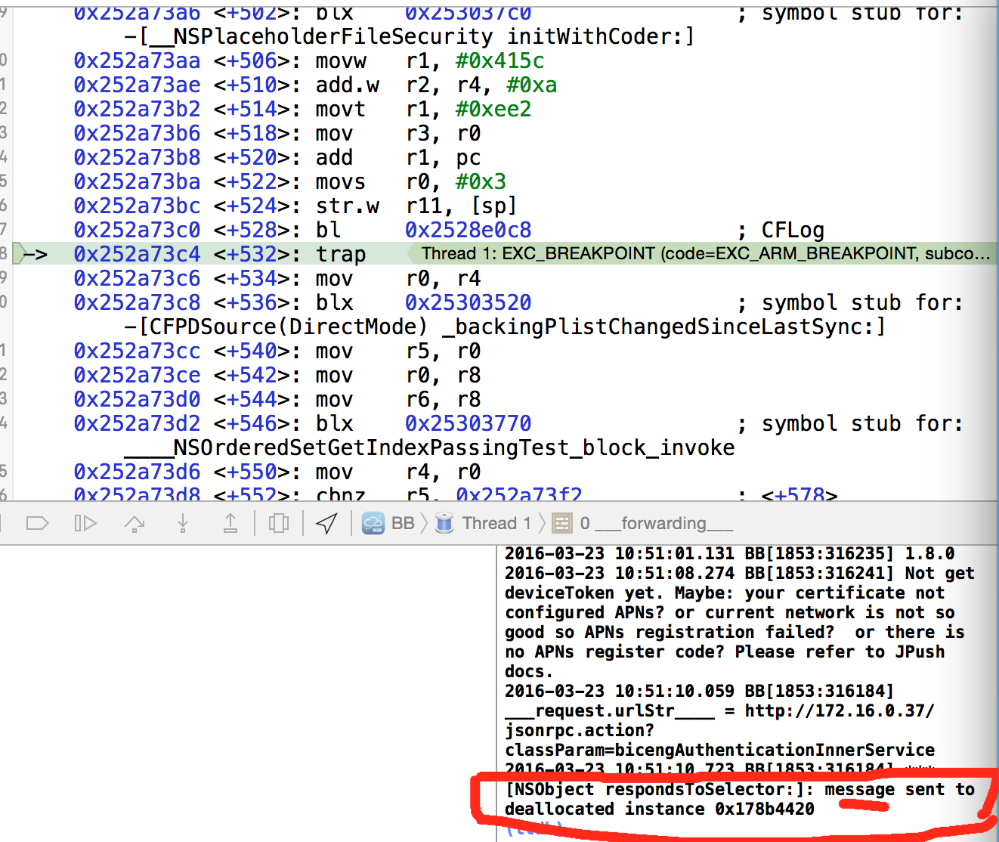 9 0x252a73a6 <+502>: blx 0x253037c0 ; symbol stub for:
-[__NSPlaceholderFileSecurity initWithCoder:]
0 0x252a73aa <+506>: movw r1, #0x415c
1 0x252a73ae <+510>: add.w r2, r4, #0xa
2 0x252a73b2 <+514>: movt r1, #0xee2
3 0x252a73b6 <+518>: mov r3, r0
4 0x252a73b8 <+520>: add r1, pc
5 0x252a73ba <+522>: movs r0, #0x3
6 0x252a73bc <+524>: str.w r11, [sp]
7 0x252a73c0 <+528>: bl 0x2528e0c8 ; CFLog
8 -> 0x252a73c4 <+532>: trap Thread 1: EXC_BREAKPOINT (code=EXC_ARM_BREAKPOINT, subco...
9 0x252a73c6 <+534>: mov r0, r4
0 0x252a73c8 <+536>: blx 0x25303520 ; symbol stub for:
-[CFPDSource(DirectMode) _backingPlistChangedSinceLastSync:]
1 0x252a73cc <+540>: mov r5, r0
2 0x252a73ce <+542>: mov r0, r8
3 0x252a73d0 <+544>: mov r6, r8
4 0x252a73d2 <+546>: blx 0x25303770 ; symbol stub for:
____NSOrderedSetGetIndexPassingTest_block_invoke
5 0x252a73d6 <+550>: mov r4, r0
6 0x252a73d8 <+552>: cbnz r5, 0x252a73f2 ; <+578>
BB Thread 1 0 ___forwarding___
2016-03-23 10:51:01.131 BB[1853:316235] 1.8.0
2016-03-23 10:51:08.274 BB[1853:316241] Not get
deviceToken yet. Maybe: your certificate not
configured APNs? or current network is not so
good so APNs registration failed? or there is
no APNs register code? Please refer to JPush
docs.
2016-03-23 10:51:10.059 BB[1853:316184]
___request.urlStr____ = http://172.16.0.37/
jsonrpc.action?
classParam=bicengAuthenticationInnerService
2016-03-23 10:51:10.723 BB[1853:316184] ***
[NSObject respondsToSelector:]: message sent to
deallocated instance 0x178b4420
(lldb)